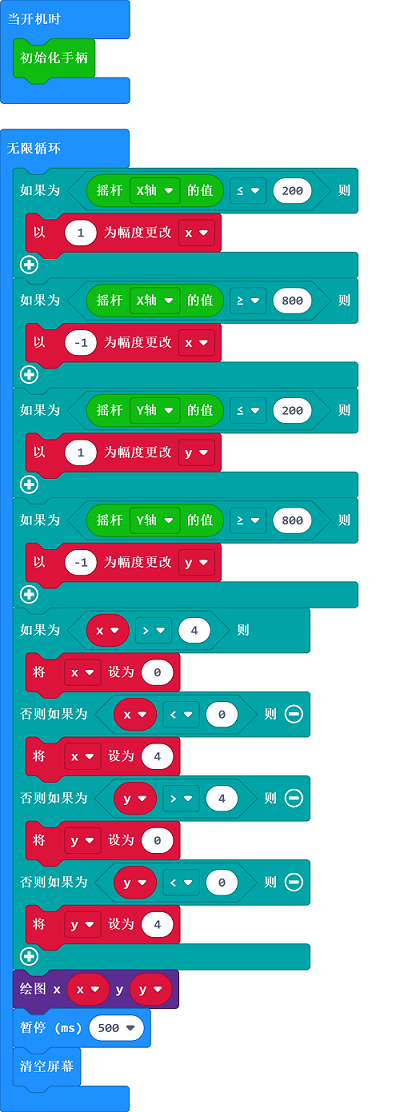 当开机时
初始化手柄
无限循环
如果为 摇杆 X轴 的值 ≤ 200 则
以 1 为幅度更改 x
如果为 摇杆 X轴 的值 ≥ 800 则
以 -1 为幅度更改 x
如果为 摇杆 Y轴 的值 ≤ 200 则
以 1 为幅度更改 y
如果为 摇杆 Y轴 的值 ≥ 800 则
以 -1 为幅度更改 y
如果为 x > 4 则
将 x 设为 0
否则如果为 x < 0 则
将 x 设为 4
否则如果为 y > 4 则
将 y 设为 0
否则如果为 y < 0 则
将 y 设为 4
绘图 x x y y
暂停 (ms) 500
清空屏幕